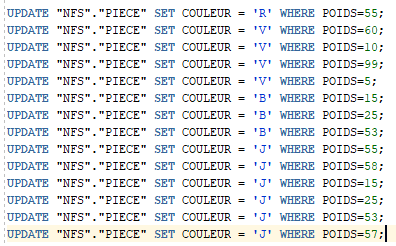 UPDATE "NFS"."PIECE" SET COULEUR = 'R' WHERE POIDS=55;
UPDATE "NFS"."PIECE" SET COULEUR = 'V' WHERE POIDS=60;
UPDATE "NFS"."PIECE" SET COULEUR = 'V' WHERE POIDS=10;
UPDATE "NFS"."PIECE" SET COULEUR = 'V' WHERE POIDS=99;
UPDATE "NFS"."PIECE" SET COULEUR = 'V' WHERE POIDS=5;
UPDATE "NFS"."PIECE" SET COULEUR = 'B' WHERE POIDS=15;
UPDATE "NFS"."PIECE" SET COULEUR = 'B' WHERE POIDS=25;
UPDATE "NFS"."PIECE" SET COULEUR = 'B' WHERE POIDS=53;
UPDATE "NFS"."PIECE" SET COULEUR = 'J' WHERE POIDS=55;
UPDATE "NFS"."PIECE" SET COULEUR = 'J' WHERE POIDS=58;
UPDATE "NFS"."PIECE" SET COULEUR = 'J' WHERE POIDS=15;
UPDATE "NFS"."PIECE" SET COULEUR = 'J' WHERE POIDS=25;
UPDATE "NFS"."PIECE" SET COULEUR = 'J' WHERE POIDS=53;
UPDATE "NFS"."PIECE" SET COULEUR = 'J' WHERE POIDS=57;